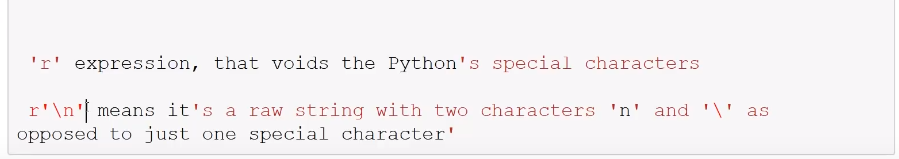 'r' expression, that voids the Python's special characters
r'\n' means it's a raw string with two characters 'n' and '\' as
opposed to just one special character'